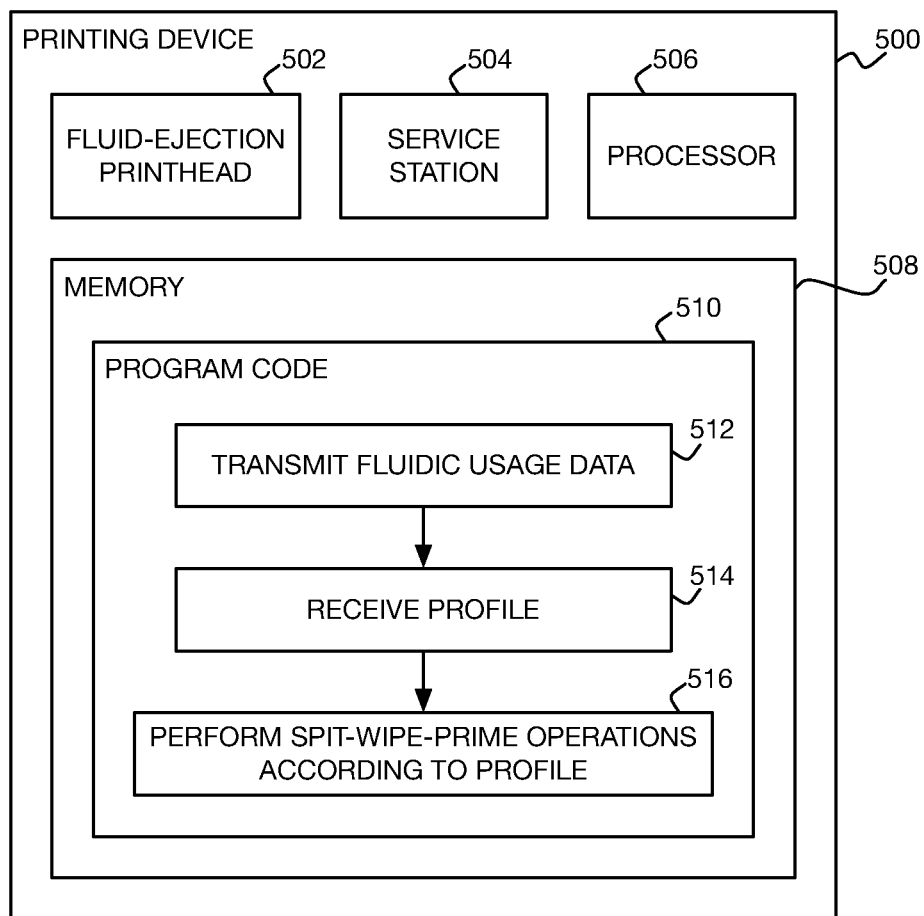 PRINTING DEVICE
500
502
504
506
FLUID-EJECTION
PRINTHEAD
SERVICE
STATION
PROCESSOR
508
MEMORY
510
PROGRAM CODE
512
TRANSMIT FLUIDIC USAGE DATA
514
RECEIVE PROFILE
516
PERFORM SPIT-WIPE-PRIME OPERATIONS
ACCORDING TO PROFILE